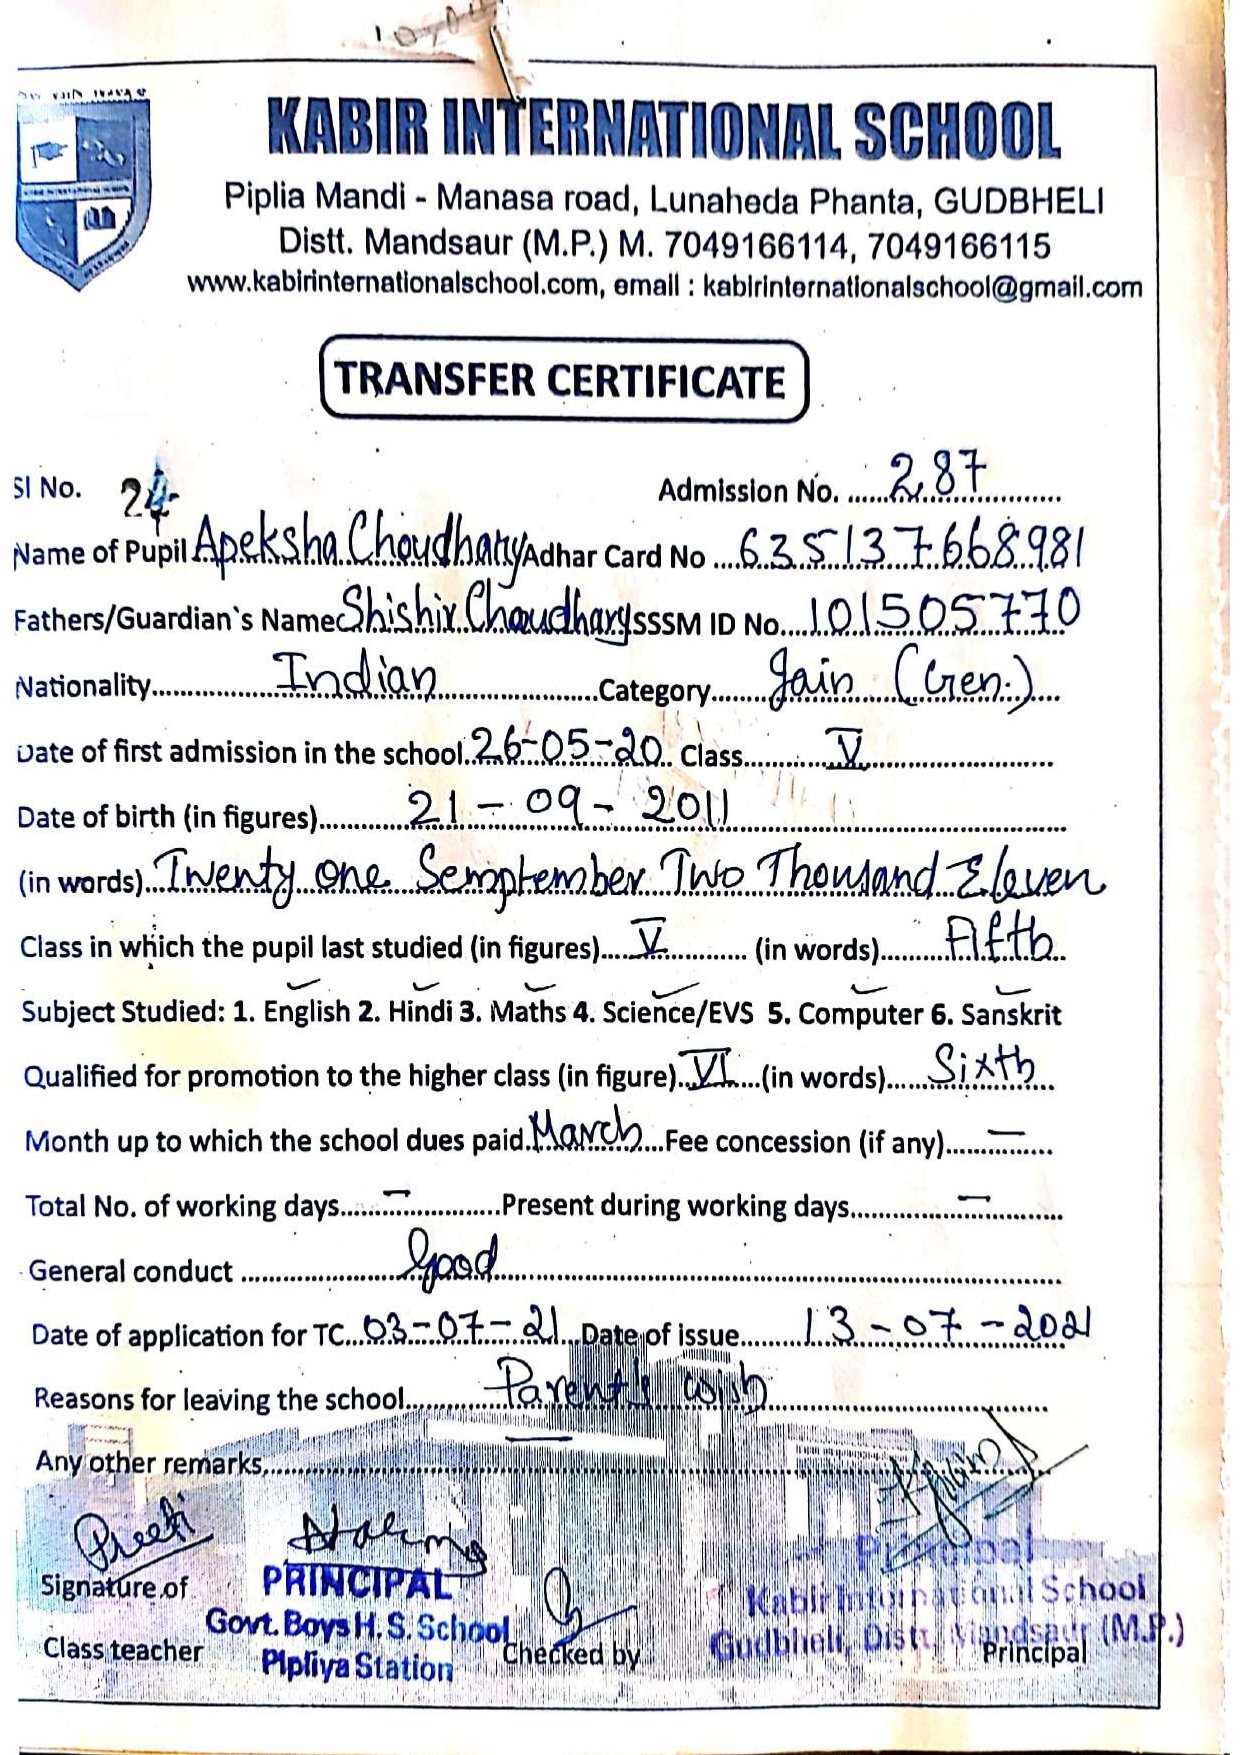 KABIR INTERNATIONAL SCHOOL
Piplia Mandi - Manasa road, Lunaheda Phanta, GUDBHELI
Distt. Mandsaur (M.P.) M. 7049166114, 7049166115
www.kabirinternationalschool.com, email : kabirinternationalschool@gmail.com
TRANSFER CERTIFICATE
Sl No. 24 Admission No. 287
Name of Pupil Apeksha Choudhary Adhar Card No 635137668981
Fathers/Guardian`s Name Shishir Choudhary SSSM ID No. 101505770
Nationality Indian Category Jain (Gen.)
Date of first admission in the school 26-05-20 Class V
Date of birth (in figures) 21-09-2011
(in words) Twenty one Semptember Two Thousand Eleven
Class in which the pupil last studied (in figures) V (in words) Fifth
Subject Studied: 1. English 2. Hindi 3. Maths 4. Science/EVS 5. Computer 6. Sanskrit
Qualified for promotion to the higher class (in figure) VI (in words) Sixth
Month up to which the school dues paid March Fee concession (if any) —
Total No. of working days — Present during working days —
General conduct Good
Date of application for TC 03-07-21 Date of issue 13-07-2021
Reasons for leaving the school Parent's wish
Any other remarks —
Preeti
Signature of
Class teacher
PRINCIPAL
Govt. Boys H. S. School
Pipliya Station
Checked by
Principal
Kabir International School
Gudbheli, Distt. Mandsaur (M.P.)
Principal